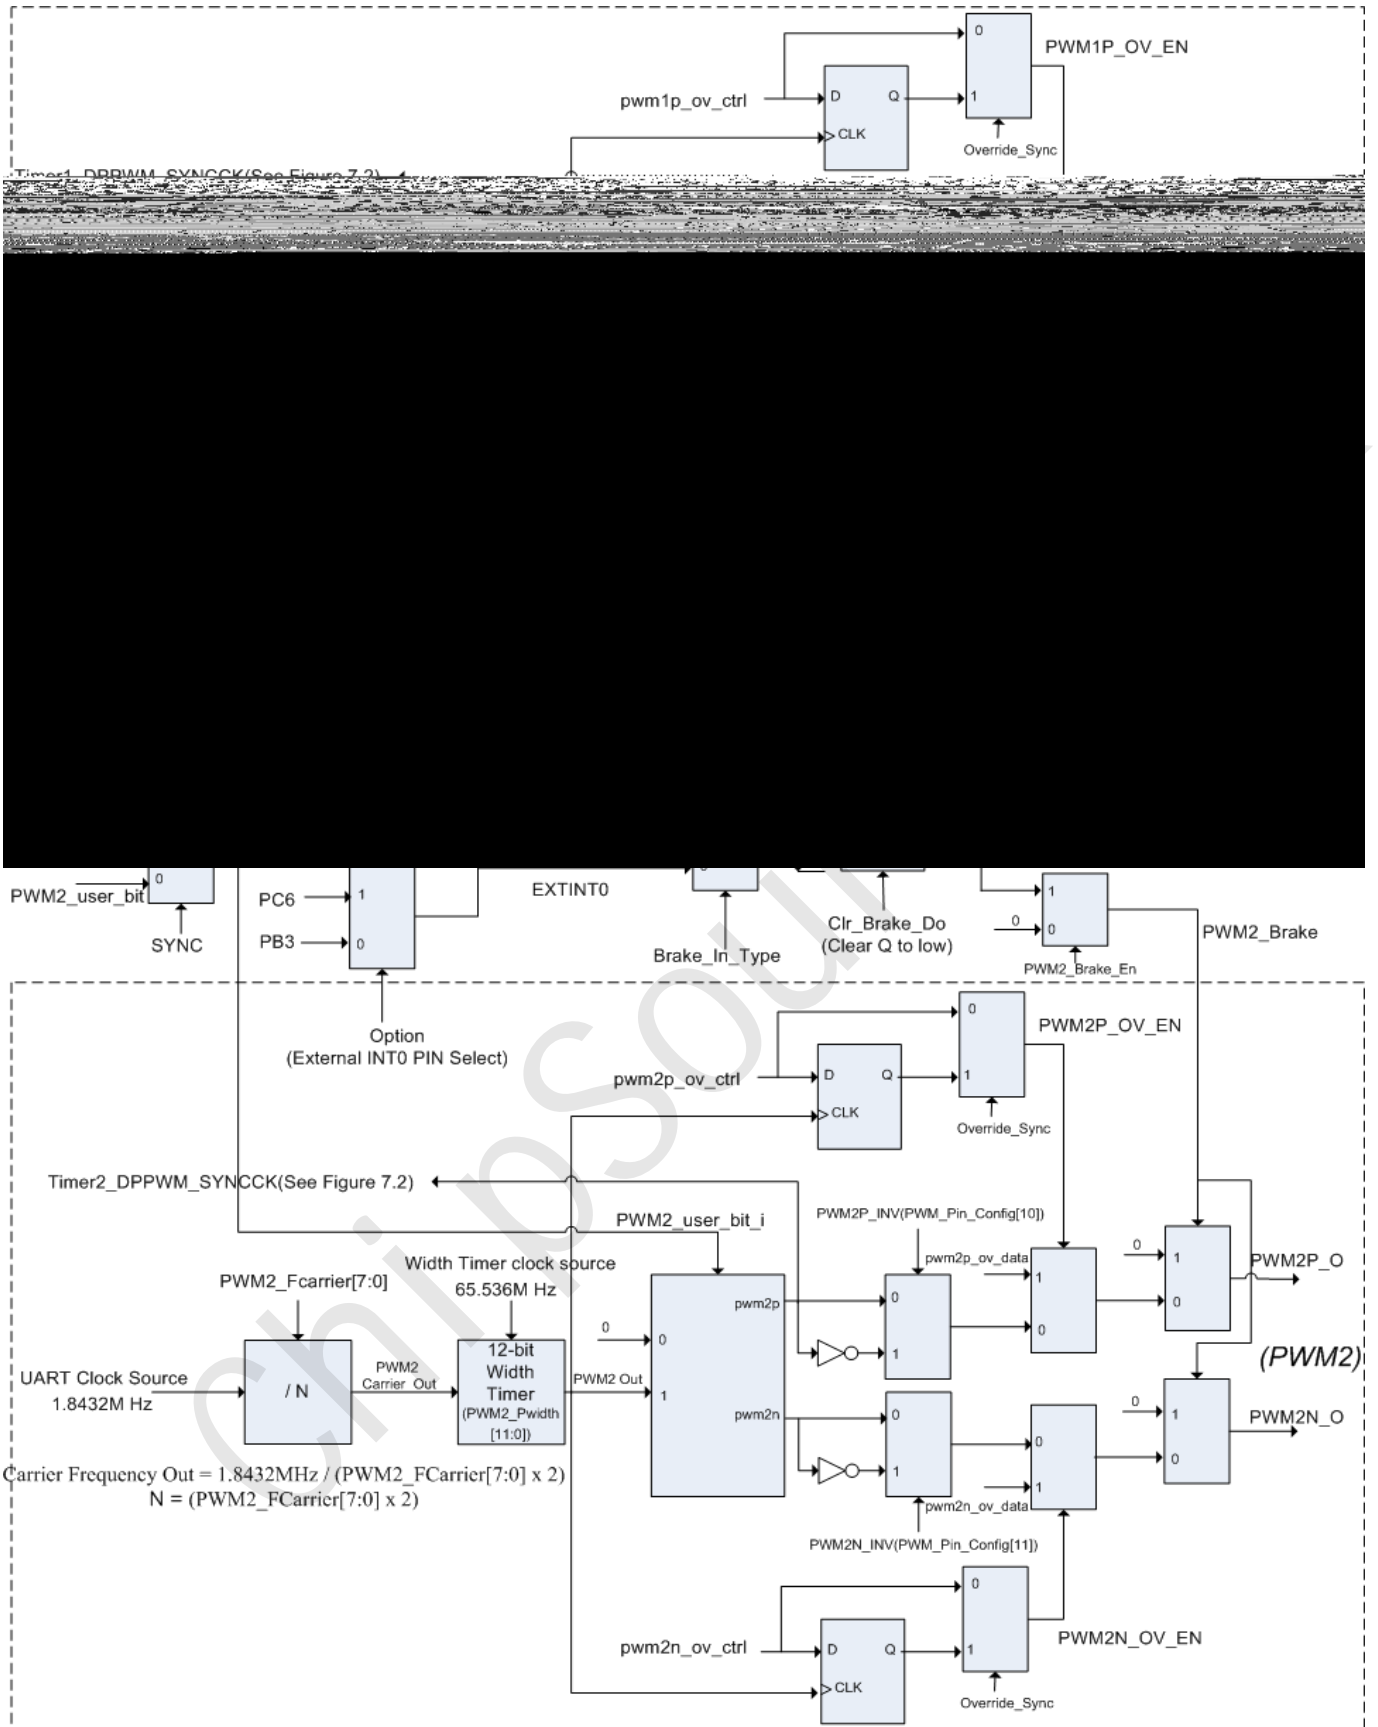 0
PWM1P_OV_EN
pwm1p_ov_ctrl
D
Q
1
CLK
Override_Sync
Timer1_DPPWM_SYNCCK(See Figure 7.2)
PWM2_user_bit
0
SYNC
PC6
1
PB3
0
EXTINT0
Brake_In_Type
Clr_Brake_Do
(Clear Q to low)
1
0
0
PWM2_Brake
PWM2_Brake_En
Option
(External INT0 PIN Select)
0
PWM2P_OV_EN
pwm2p_ov_ctrl
D
Q
1
CLK
Override_Sync
Timer2_DPPWM_SYNCCK(See Figure 7.2)
PWM2_user_bit_i
PWM2P_INV(PWM_Pin_Config[10])
pwm2p_ov_data
0
1
PWM2P_O
PWM2_Fcarrier[7:0]
Width Timer clock source
65.536M Hz
pwm2p
0
1
0
0
0
0
1
12-bit
Width
Timer
(PWM2_Pwidth
[11:0])
(PWM2)
UART Clock Source
1.8432M Hz
/ N
PWM2
Carrier_Out
PWM2 Out
1
pwm2n
0
0
1
PWM2N_O
0
0
1
1
pwm2n_ov_data
Carrier Frequency Out = 1.8432MHz / (PWM2_FCarrier[7:0] x 2)
N = (PWM2_FCarrier[7:0] x 2)
PWM2N_INV(PWM_Pin_Config[11])
0
pwm2n_ov_ctrl
D
Q
1
PWM2N_OV_EN
CLK
Override_Sync
Chipsour